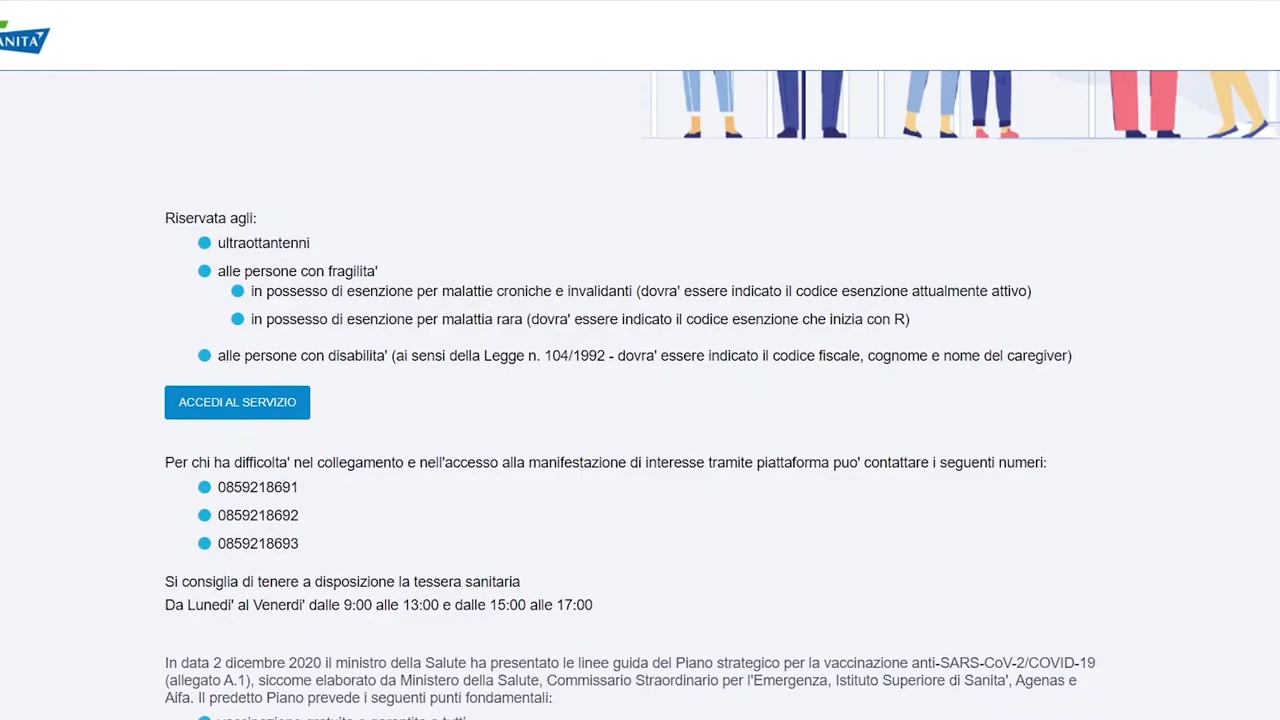 ANITA
Riservata agli:
ultraottantenni
alle persone con fragilita'
in possesso di esenzione per malattie croniche e invalidanti (dovra' essere indicato il codice esenzione attualmente attivo)
in possesso di esenzione per malattia rara (dovra' essere indicato il codice esenzione che inizia con R)
alle persone con disabilita' (ai sensi della Legge n. 104/1992 - dovra' essere indicato il codice fiscale, cognome e nome del caregiver)
ACCEDI AL SERVIZIO
Per chi ha difficolta' nel collegamento e nell'accesso alla manifestazione di interesse tramite piattaforma puo' contattare i seguenti numeri:
0859218691
0859218692
0859218693
Si consiglia di tenere a disposizione la tessera sanitaria
Da Lunedi' al Venerdi' dalle 9:00 alle 13:00 e dalle 15:00 alle 17:00
In data 2 dicembre 2020 il ministro della Salute ha presentato le linee guida del Piano strategico per la vaccinazione anti-SARS-CoV-2/COVID-19
(allegato A.1), siccome elaborato da Ministero della Salute, Commissario Straordinario per l'Emergenza, Istituto Superiore di Sanita', Agenas e
Aifa. Il predetto Piano prevede i seguenti punti fondamentali:
vaccinazione gratuita e garantita a tutti